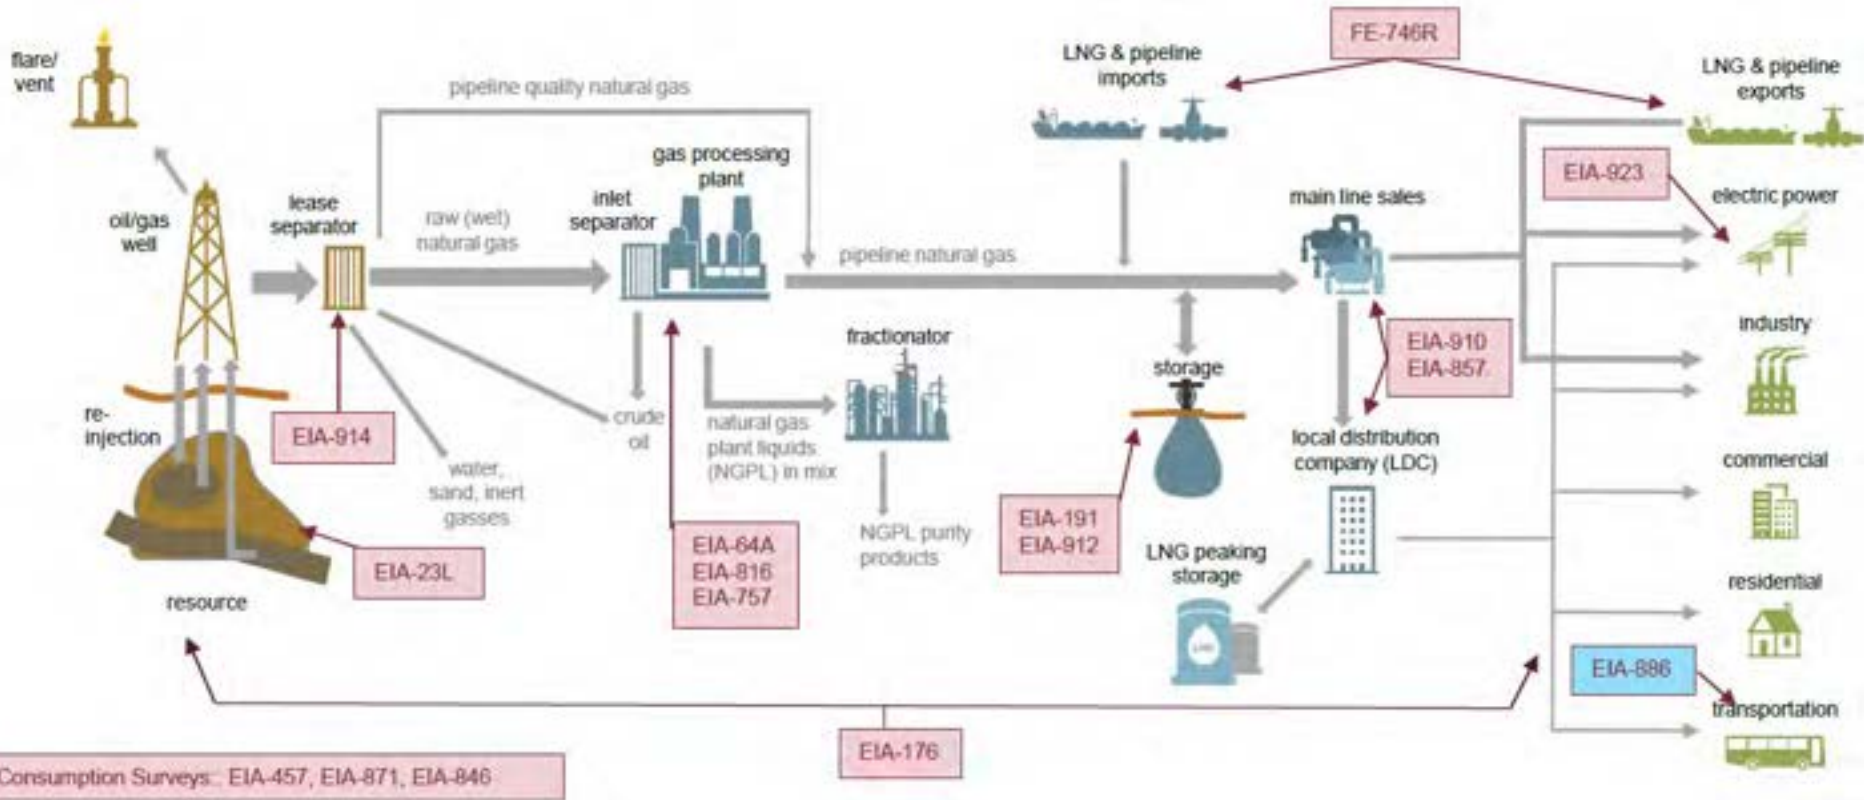 FE-746R
flare/
vent
LNG & pipeline
imports
LNG & pipeline
exports
pipeline quality natural gas
gas processing
plant
EIA-923
oil/gas
well
lease
separator
raw (wet)
natural gas
inlet
separator
main line sales
electric power
pipeline natural gas
industry
fractionator
EIA-910
EIA-857
storage
re-
injection
EIA-914
crude
oil
natural gas
plant liquids
(NGPL) in mix
local distribution
company (LDC)
commercial
water,
sand, inert
gasses
EIA-191
EIA-912
NGPL purity
products
EIA-64A
EIA-816
EIA-757
EIA-23L
LNG peaking
storage
residential
resource
LNG
EIA-886
transportation
EIA-176
Consumption Surveys: EIA-457, EIA-871, EIA-846